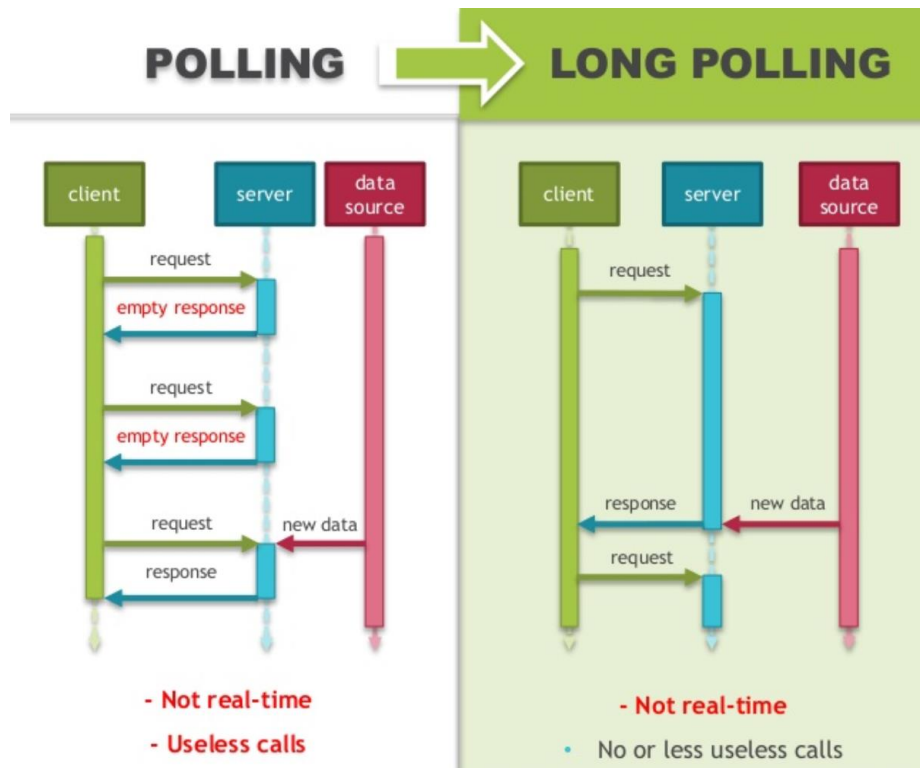 POLLING
LONG POLLING
client
server
data
source
request
empty response
request
empty response
request
new data
response
- Not real-time
- Useless calls
client
server
data
source
request
response
new data
request
- Not real-time
• No or less useless calls